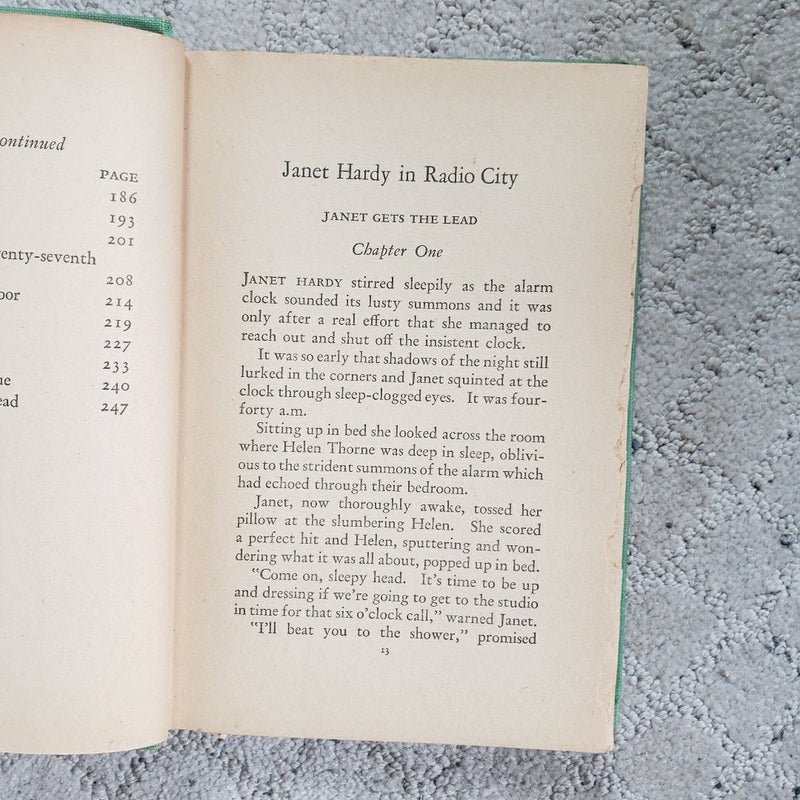 ontinued
PAGE
186
193
201
enty-seventh
208
oor
214
219
227
233
240
ead
247
Janet Hardy in Radio City
JANET GETS THE LEAD
Chapter One
JANET HARDY stirred sleepily as the alarm
clock sounded its lusty summons and it was
only after a real effort that she managed to
reach out and shut off the insistent clock.
It was so early that shadows of the night still
lurked in the corners and Janet squinted at the
clock through sleep-clogged eyes. It was four-
forty a.m.
Sitting up in bed she looked across the room
where Helen Thorne was deep in sleep, oblivi-
ous to the strident summons of the alarm which
had echoed through their bedroom.
Janet, now thoroughly awake, tossed her
pillow at the slumbering Helen. She scored
a perfect hit and Helen, sputtering and won-
dering what it was all about, popped up in bed.
"Come on, sleepy head. It's time to be up
and dressing if we're going to get to the studio
in time for that six o'clock call," warned Janet.
"I'll beat you to the shower," promised
13